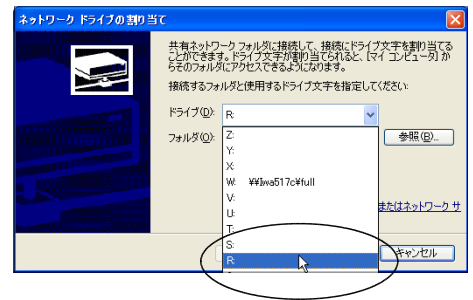 ネットワーク ドライブの割り当て
共有ネットワーク フォルダに接続して、接続にドライブ文字を割り当てる
ことができます。ドライブ文字が割り当てられると、[マイ コンピュータ] か
らそのフォルダにアクセスできるようになります。
接続するフォルダと使用するドライブ文字を指定してください:
ドライブ(D): R:
フォルダ(O): 参照(B)...
Z:
Y:
X:
W: ¥¥Iwa517c¥full
V:
U:
またはネットワーク サ
T:
S:
R:
キャンセル